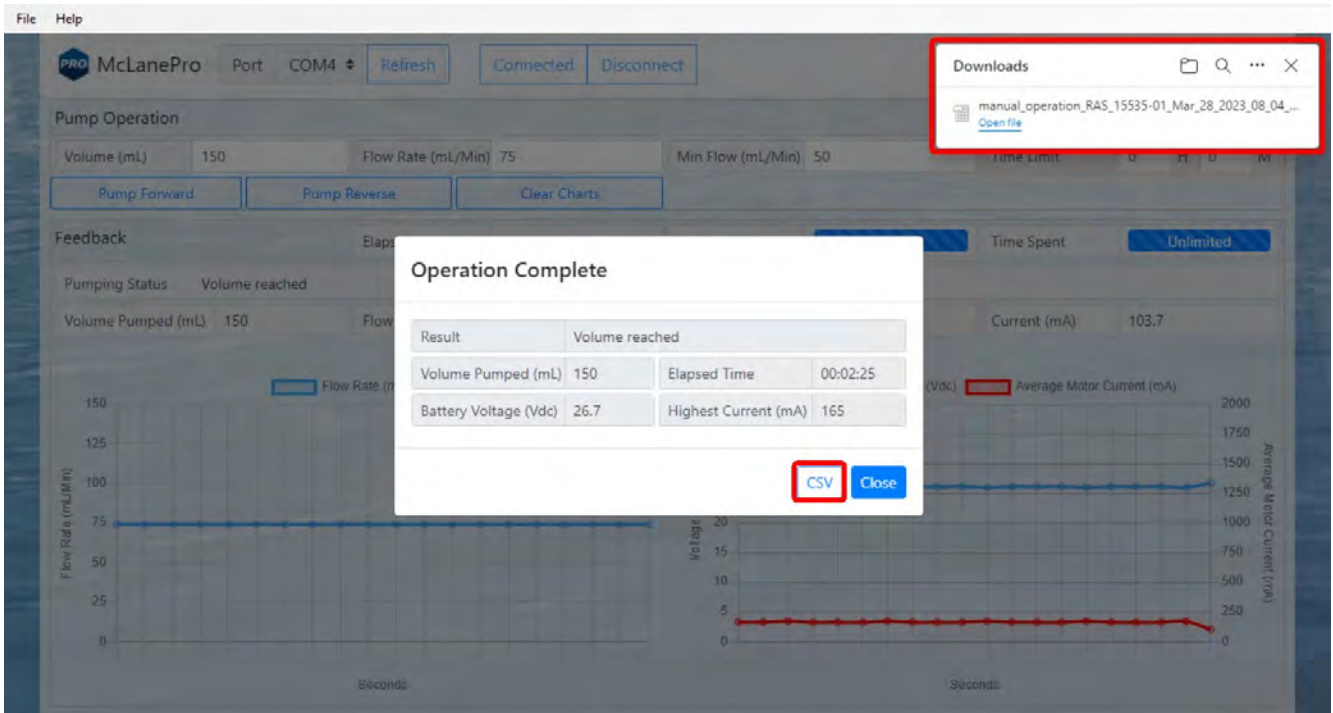 File Help
PRO McLanePro Port COM4 Refresh Connected Disconnect
Downloads
manual_operation_RAS_15535-01_Mar_28_2023_08_04_...
Open file
Pump Operation
Volume (mL) 150 Flow Rate (mL/Min) 75 Min Flow (mL/Min) 50 Time Limit 0 H 0 M
Pump Forward Pump Reverse Clear Charts
Feedback Elaps Time Spent Unlimited
Pumping Status Volume reached
Volume Pumped (mL) 150 Flow Current (mA) 103.7
Operation Complete
Result Volume reached
Volume Pumped (mL) 150 Elapsed Time 00:02:25
Battery Voltage (Vdc) 26.7 Highest Current (mA) 165
CSV Close
Flow Rate (m
150
125
100
75
50
25
0
Flow Rate (mL/Min)
Seconds
(Vdc) Average Motor Current (mA)
20
15
10
5
0
Voltage
2000
1750
1500
1250
1000
750
500
250
0
Average Motor Current (mA)
Seconds